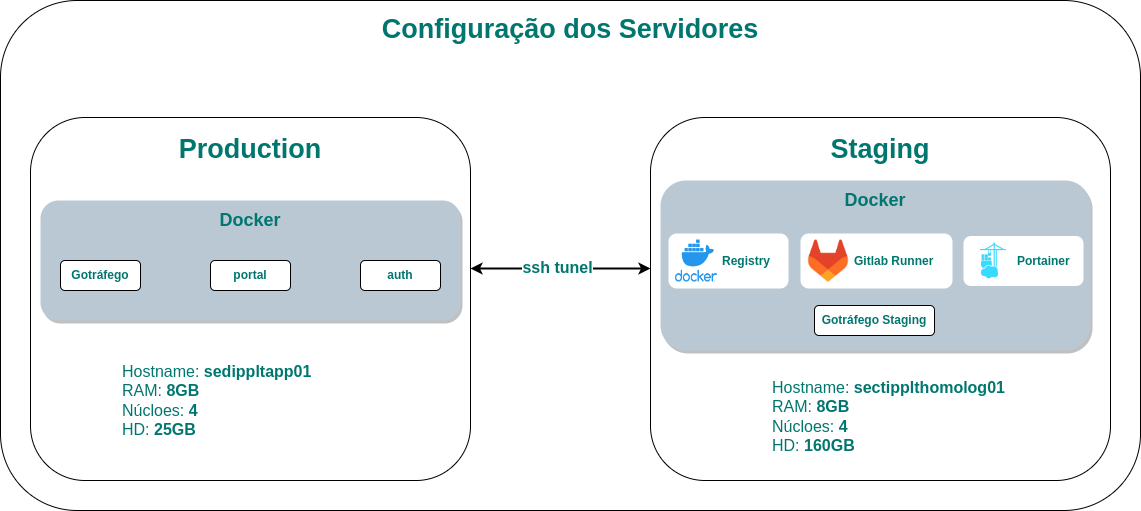 Configuração dos Servidores
Production
Docker
Gotráfego
portal
auth
Hostname: sedippltapp01
RAM: 8GB
Núcloes: 4
HD: 25GB
ssh tunel
Staging
Docker
docker
Registry
Gitlab Runner
Portainer
Gotráfego Staging
Hostname: sectipplthomolog01
RAM: 8GB
Núcloes: 4
HD: 160GB